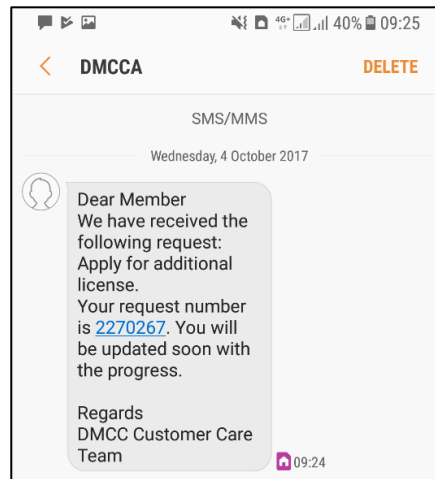 4G+ 40% 09:25
DMCCA DELETE
SMS/MMS
Wednesday, 4 October 2017
Dear Member
We have received the
following request:
Apply for additional
license.
Your request number
is 2270267. You will
be updated soon with
the progress.
Regards
DMCC Customer Care
Team
09:24